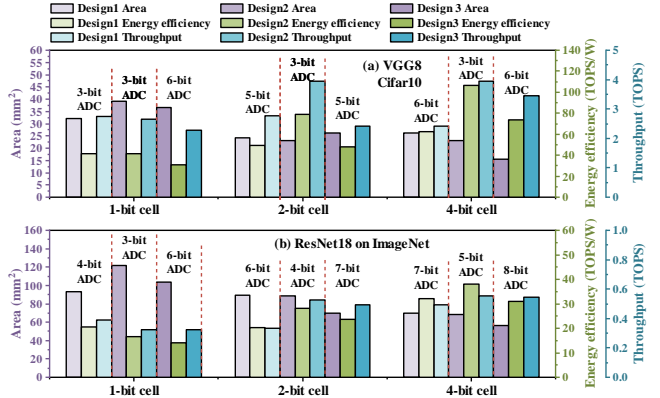 Design1 Area
Design2 Area
Design 3 Area
Design1 Energy efficiency
Design2 Energy efficiency
Design3 Energy efficiency
Design1 Throughput
Design2 Throughput
Design3 Throughput
60
55
50
45
40
35
30
25
20
15
10
5
0
Area (mm²)
(a) VGG8
Cifar10
3-bit
ADC
3-bit
ADC
6-bit
ADC
5-bit
ADC
3-bit
ADC
5-bit
ADC
6-bit
ADC
3-bit
ADC
6-bit
ADC
1-bit cell
2-bit cell
4-bit cell
140
120
100
80
60
40
20
0
Energy efficiency (TOPS/W)
5
4
3
2
1
0
Throughput (TOPS)
160
140
120
100
80
60
40
20
0
Area (mm²)
(b) ResNet18 on ImageNet
4-bit
ADC
3-bit
ADC
6-bit
ADC
6-bit
ADC
4-bit
ADC
7-bit
ADC
7-bit
ADC
5-bit
ADC
8-bit
ADC
1-bit cell
2-bit cell
4-bit cell
60
50
40
30
20
10
0
Energy efficiency (TOPS/W)
1.0
0.8
0.6
0.4
0.2
0.0
Throughput (TOPS)